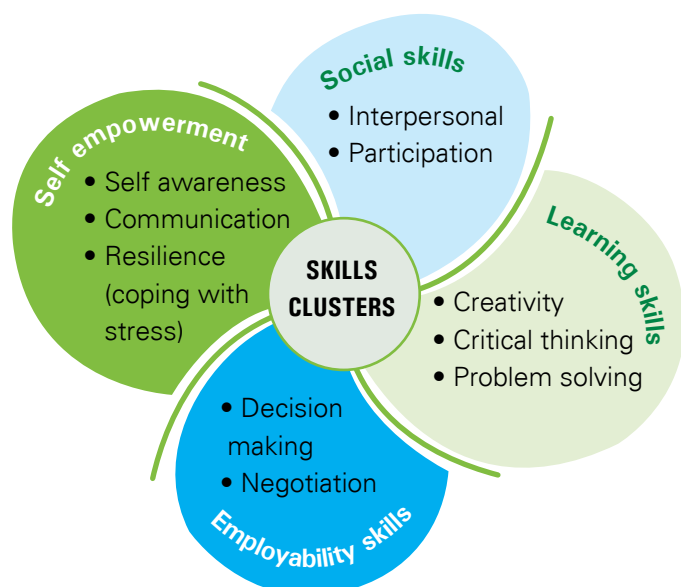 Social skills
• Interpersonal
• Participation
Self empowerment
• Self awareness
• Communication
• Resilience
(coping with
stress)
SKILLS
CLUSTERS
Learning skills
• Creativity
• Critical thinking
• Problem solving
• Decision
making
• Negotiation
Employability skills